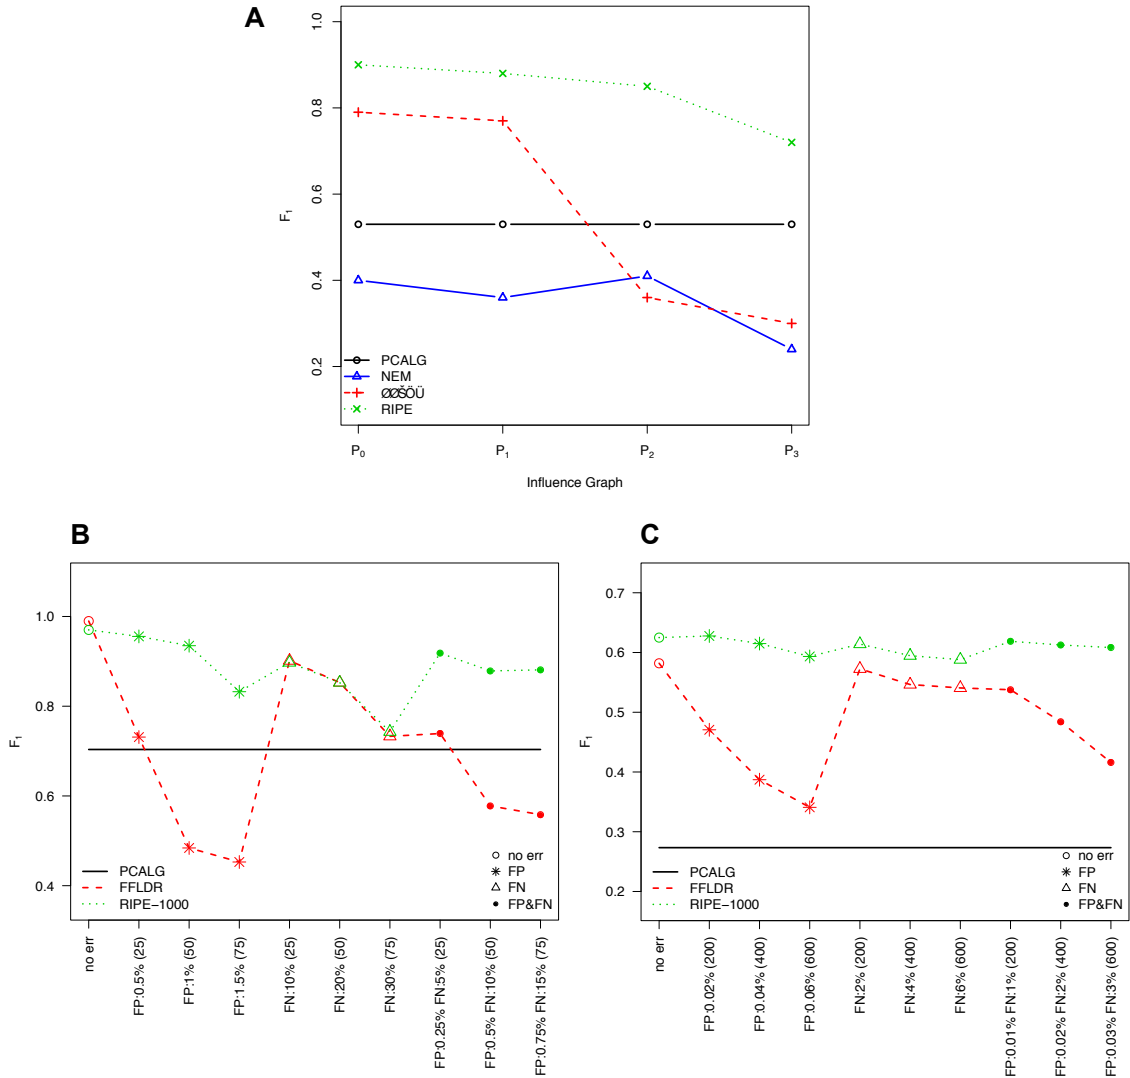 A
1.0
0.8
0.6
0.4
0.2
F1
PCALG
NEM
ØØŠÖÜ
RIPE
P0 P1 P2 P3
Influence Graph
B
1.0
0.8
0.6
0.4
F1
PCALG
FFLDR
RIPE−1000
no err
FP
FN
FP&FN
no err
FP:0.5% (25)
FP:1% (50)
FP:1.5% (75)
FN:10% (25)
FN:20% (50)
FN:30% (75)
FP:0.25% FN:5% (25)
FP:0.5% FN:10% (50)
FP:0.75% FN:15% (75)
C
0.7
0.6
0.5
0.4
0.3
0.2
F1
PCALG
FFLDR
RIPE−1000
no err
FP
FN
FP&FN
no err
FP:0.02% (200)
FP:0.04% (400)
FP:0.06% (600)
FN:2% (200)
FN:4% (400)
FN:6% (600)
FP:0.01% FN:1% (200)
FP:0.02% FN:2% (400)
FP:0.03% FN:3% (600)